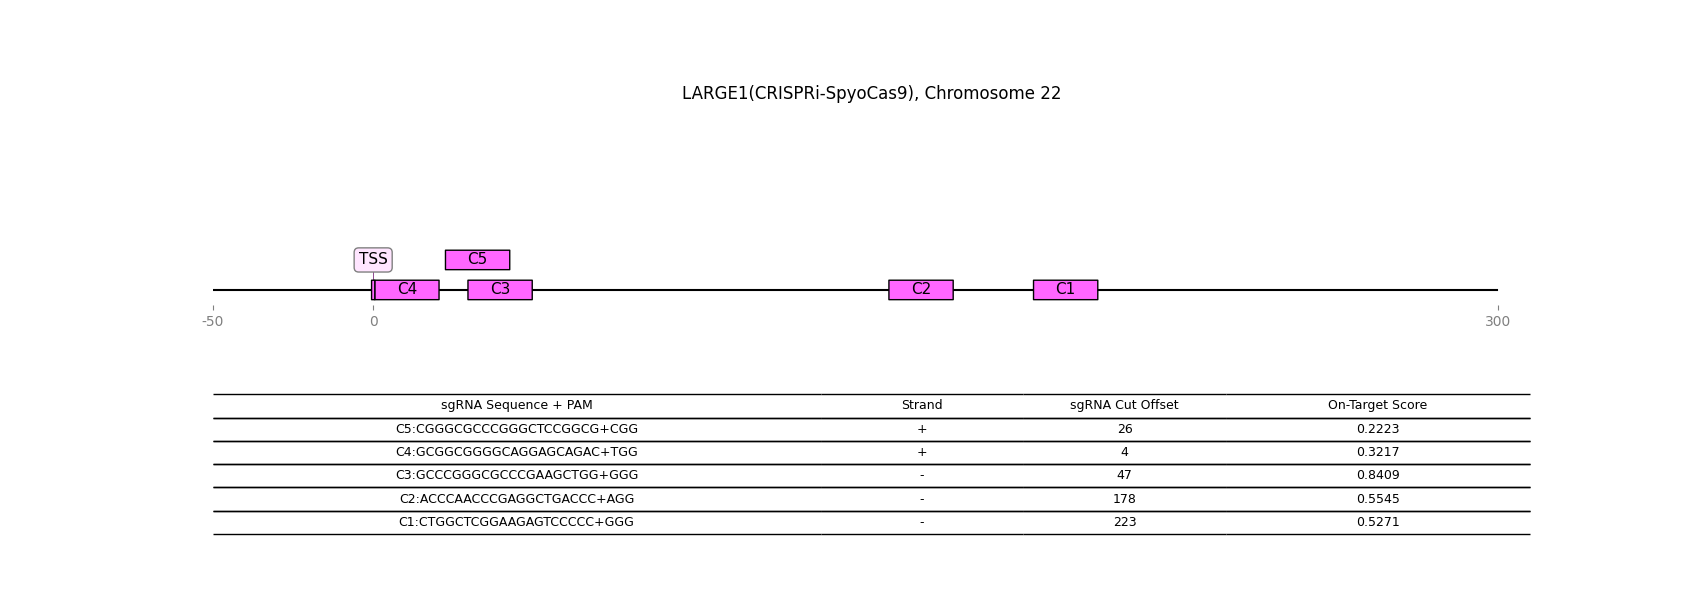 LARGE1(CRISPRi-SpyoCas9), Chromosome 22
TSS C5
C4 C3 C2 C1
-50 0 300
sgRNA Sequence + PAM Strand sgRNA Cut Offset On-Target Score
C5:CGGGCGCCCGGGCTCCGGCG+CGG + 26 0.2223
C4:GCGGCGGGGCAGGAGCAGAC+TGG + 4 0.3217
C3:GCCCGGGCGCCCGAAGCTGG+GGG - 47 0.8409
C2:ACCCAACCCGAGGCTGACCC+AGG - 178 0.5545
C1:CTGGCTCGGAAGAGTCCCCC+GGG - 223 0.5271